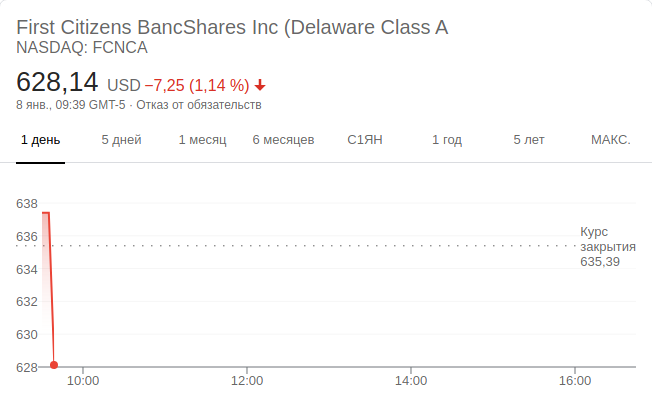 First Citizens BancShares Inc (Delaware Class A
NASDAQ: FCNCA
628,14 USD −7,25 (1,14 %)
8 янв., 09:39 GMT-5 · Отказ от обязательств
1 день 5 дней 1 месяц 6 месяцев С1ЯН 1 год 5 лет МАКС.
638
636
634
632
630
628
Курс
закрытия
635,39
10:00 12:00 14:00 16:00